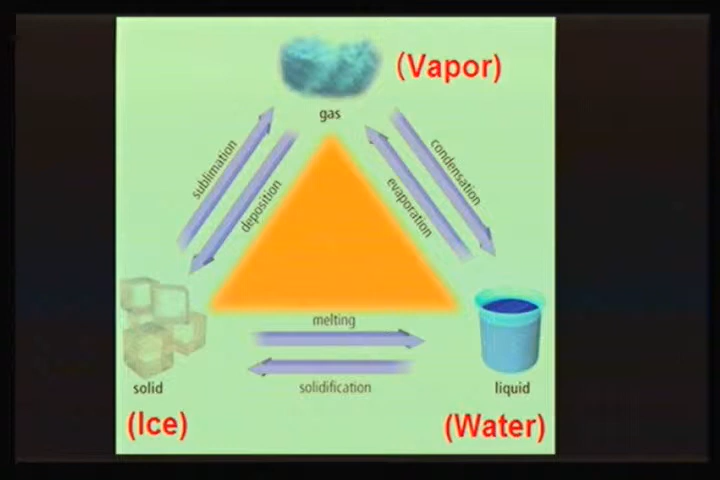 (Vapor)
gas
sublimation
deposition
condensation
evaporation
melting
solidification
solid
liquid
(Ice)
(Water)